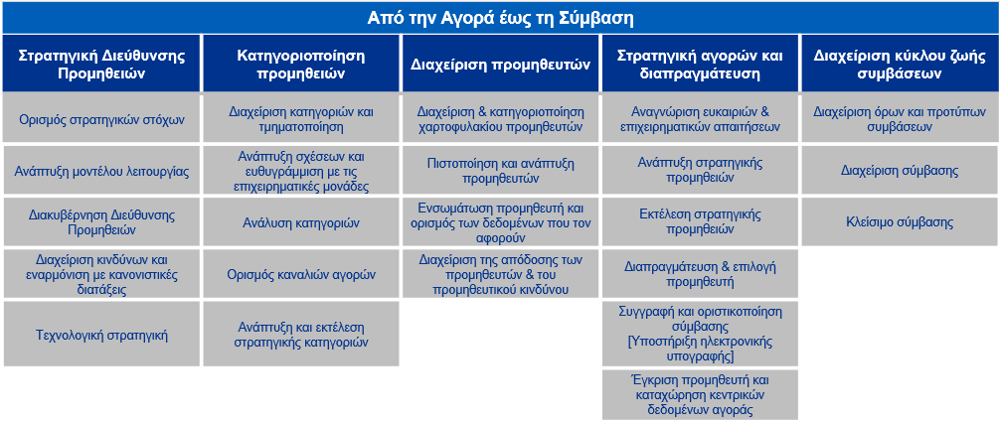 Από την Αγορά έως τη Σύμβαση
Στρατηγική Διεύθυνσης
Προμηθειών
Κατηγοριοποίηση
προμηθειών
Διαχείριση προμηθευτών
Στρατηγική αγορών και
διαπραγμάτευση
Διαχείριση κύκλου ζωής
συμβάσεων
Ορισμός στρατηγικών στόχων
Διαχείριση κατηγοριών και
τμηματοποίηση
Διαχείριση & κατηγοριοποίηση
χαρτοφυλακίου προμηθευτών
Αναγνώριση ευκαιριών &
επιχειρηματικών απαιτήσεων
Διαχείριση όρων και προτύπων
συμβάσεων
Ανάπτυξη μοντέλου λειτουργίας
Ανάπτυξη σχέσεων και
ευθυγράμμιση με τις
επιχειρηματικές μονάδες
Πιστοποίηση και ανάπτυξη
προμηθευτών
Ανάπτυξη στρατηγικής
προμηθειών
Διαχείριση σύμβασης
Διακυβέρνηση Διεύθυνσης
Προμηθειών
Ανάλυση κατηγοριών
Ενσωμάτωση προμηθευτή και
ορισμός των δεδομένων που τον
αφορούν
Εκτέλεση στρατηγικής
προμηθειών
Κλείσιμο σύμβασης
Διαχείριση κινδύνων και
εναρμόνιση με κανονιστικές
διατάξεις
Ορισμός καναλιών αγορών
Διαχείριση της απόδοσης των
προμηθευτών & του
προμηθευτικού κινδύνου
Διαπραγμάτευση & επιλογή
προμηθευτή
Τεχνολογική στρατηγική
Ανάπτυξη και εκτέλεση
στρατηγικής κατηγοριών
Συγγραφή και οριστικοποίηση
σύμβασης
[Υποστήριξη ηλεκτρονικής
υπογραφής]
Έγκριση προμηθευτή και
καταχώρηση κεντρικών
δεδομένων αγοράς